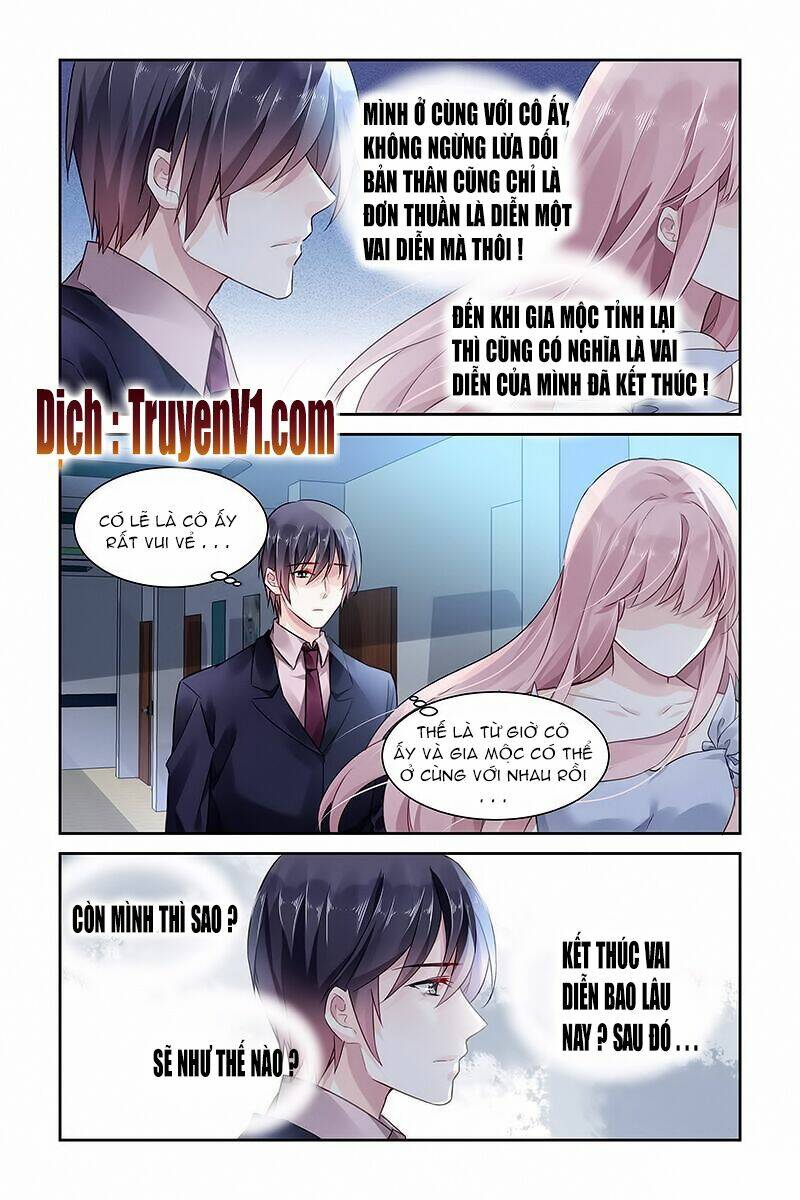 MÌNH Ở CÙNG VỚI CÔ ẤY,
KHÔNG NGỪNG LỪA DỐI
BẢN THÂN CŨNG CHỈ LÀ
ĐƠN THUẦN LÀ DIỄN MỘT
VAI DIỄN MÀ THÔI !
ĐẾN KHI GIA MỘC TỈNH LẠI
THÌ CŨNG CÓ NGHĨA LÀ VAI
DIỄN CỦA MÌNH ĐÃ KẾT THÚC !
Dịch : TruyenV1.com
CÓ LẼ LÀ CÔ ẤY
RẤT VUI VẺ . . .
THẾ LÀ TỪ GIỜ CÔ
ẤY VÀ GIA MỘC CÓ THỂ
Ở CÙNG VỚI NHAU RỒI
. . .
CÒN MÌNH THÌ SAO ?
KẾT THÚC VAI
DIỄN BAO LÂU
NAY ? SAU ĐÓ . . .
SẼ NHƯ THẾ NÀO ?